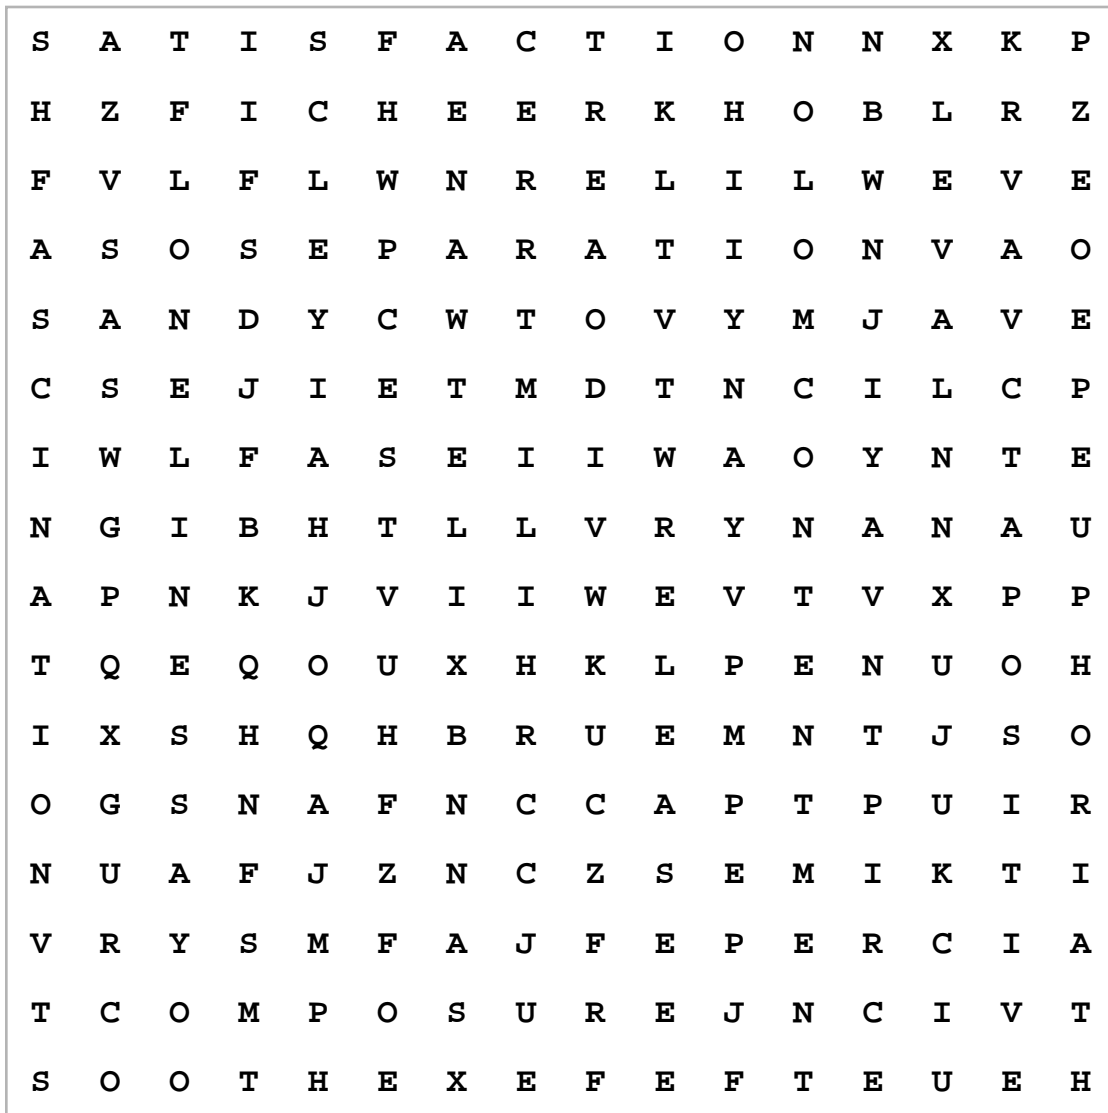 S A T I S F A C T I O N N X K P
H Z F I C H E E R K H O B L R Z
F V L F L W N R E L I L W E V E
A S O S E P A R A T I O N V A O
S A N D Y C W T O V Y M J A V E
C S E J I E T M D T N C I L C P
I W L F A S E I I W A O Y N T E
N G I B H T L L V R Y N A N A U
A P N K J V I I W E V T V X P P
T Q E Q O U X H K L P E N U O H
I X S H Q H B R U E M N T J S O
O G S N A F N C C A P T P U I R
N U A F J Z N C Z S E M I K T I
V R Y S M F A J F E P E R C I A
T C O M P O S U R E J N C I V T
S O O T H E X E F E F T E U E H